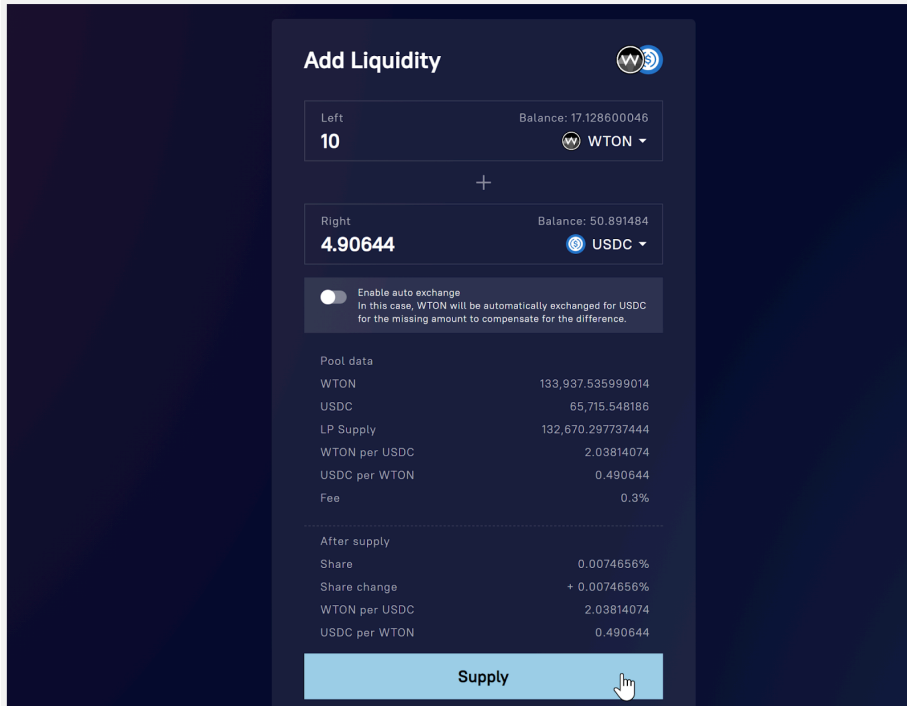 Add Liquidity
Left Balance: 17.128600046
10 WTON
+
Right Balance: 50.891484
4.90644 USDC
Enable auto exchange
In this case, WTON will be automatically exchanged for USDC
for the missing amount to compensate for the difference.
Pool data
WTON 133,937.535999014
USDC 65,715.548186
LP Supply 132,670.297737444
WTON per USDC 2.03814074
USDC per WTON 0.490644
Fee 0.3%
After supply
Share 0.0074656%
Share change + 0.0074656%
WTON per USDC 2.03814074
USDC per WTON 0.490644
Supply